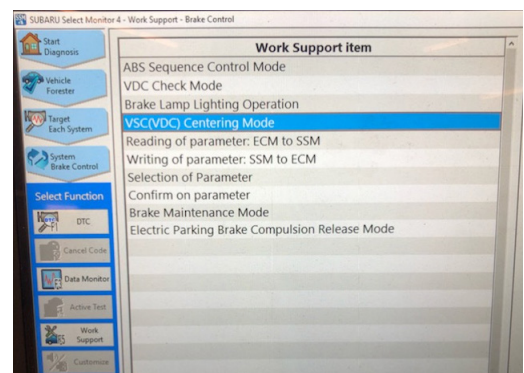 SUBARU Select Monitor 4 - Work Support - Brake Control
Start
Diagnosis
Vehicle
Forester
Target
Each System
System
Brake Control
Select Function
DTC
Cancel Code
Data Monitor
Active Test
Work
Support
Customize
Work Support item
ABS Sequence Control Mode
VDC Check Mode
Brake Lamp Lighting Operation
VSC(VDC) Centering Mode
Reading of parameter: ECM to SSM
Writing of parameter: SSM to ECM
Selection of Parameter
Confirm on parameter
Brake Maintenance Mode
Electric Parking Brake Compulsion Release Mode